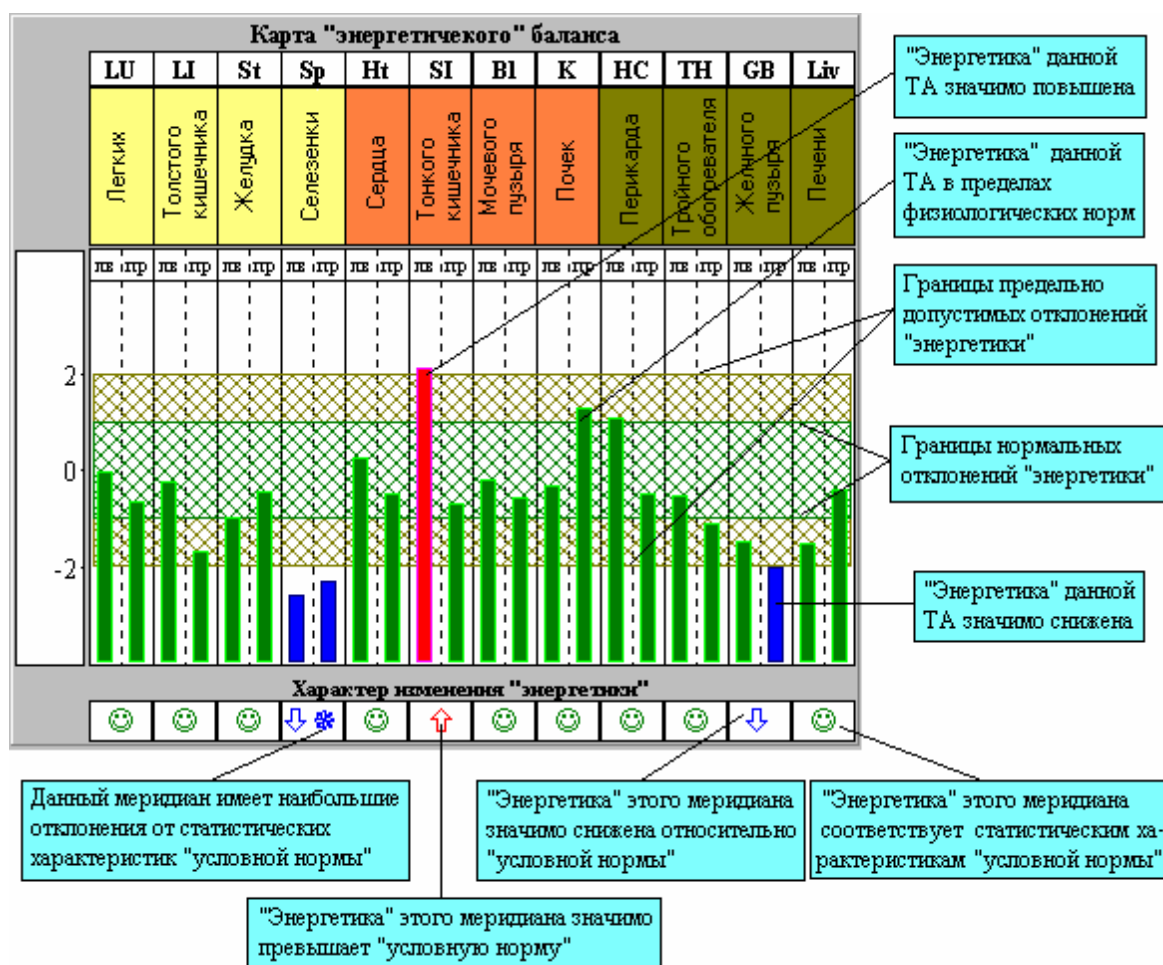 Карта "энергетичекого" баланса
LU LI St Sp Ht SI Bl K HC TH GB Liv
Легких
Толстого
кишечника
Желудка
Селезенки
Сердца
Тонкого
кишечника
Мочевого
пузыря
Почек
Перикарда
Тройного
обогревателя
Желчного
пузыря
Печени
лв пр лв пр лв пр лв пр лв пр лв пр лв пр лв пр лв пр лв пр лв пр лв пр
2
0
-2
Характер изменения "энергетики"
"Энергетика" данной
ТА значимо повышена
"Энергетика" данной
ТА в пределах
физиологических норм
Границы предельно
допустимых отклонений
"энергетики"
Границы нормальных
отклонений "энергетики"
"Энергетика" данной
ТА значимо снижена
Данный меридиан имеет наибольшие
отклонения от статистических
характеристик "условной нормы"
"Энергетика" этого меридиана
значимо снижена относительно
"условной нормы"
"Энергетика" этого меридиана
соответствует статистическим ха-
рактеристикам "условной нормы"
"Энергетика" этого меридиана значимо
превышает "условную норму"